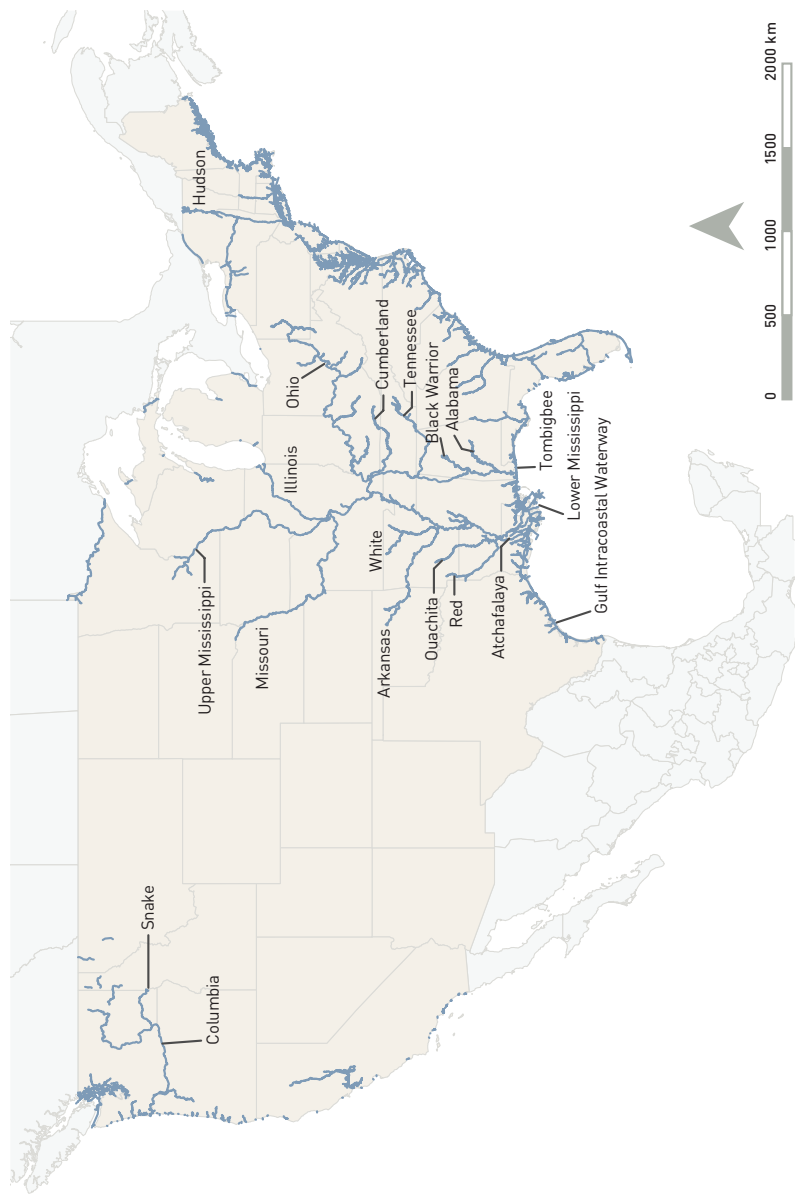 Hudson
Snake
Columbia
Upper Mississippi
Missouri
Illinois
Ohio
Cumberland
Tennessee
Black Warrior
Alabama
White
Arkansas
Ouachita
Red
Atchafalaya
Tombigbee
Lower Mississippi
Gulf Intracoastal Waterway
0 500 1000 1500 2000 km